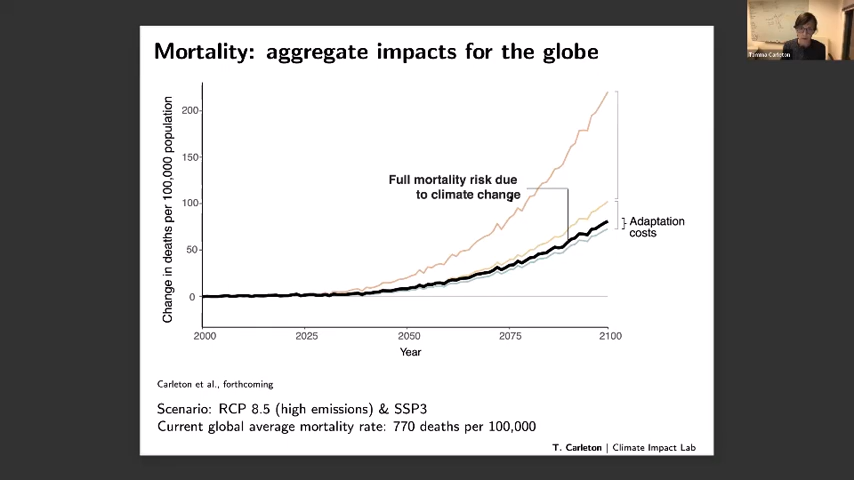 Mortality: aggregate impacts for the globe
Tamma Carleton
Change in deaths per 100,000 population
200
150
100
50
0
Full mortality risk due
to climate change
Adaptation
costs
2000 2025 2050 2075 2100
Year
Carleton et al., forthcoming
Scenario: RCP 8.5 (high emissions) & SSP3
Current global average mortality rate: 770 deaths per 100,000
T. Carleton | Climate Impact Lab